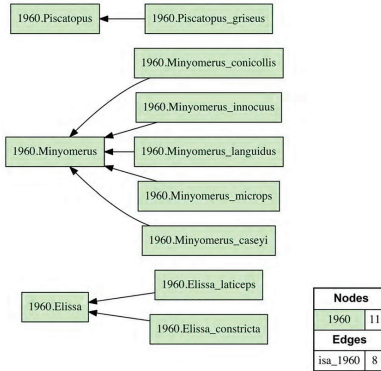 1960.Piscatopus
1960.Piscatopus_griseus
1960.Minyomerus_conicollis
1960.Minyomerus_innocuus
1960.Minyomerus
1960.Minyomerus_languidus
1960.Minyomerus_microps
1960.Minyomerus_caseyi
1960.Elissa_laticeps
1960.Elissa
1960.Elissa_constricta
Nodes
1960 11
Edges
isa_1960 8